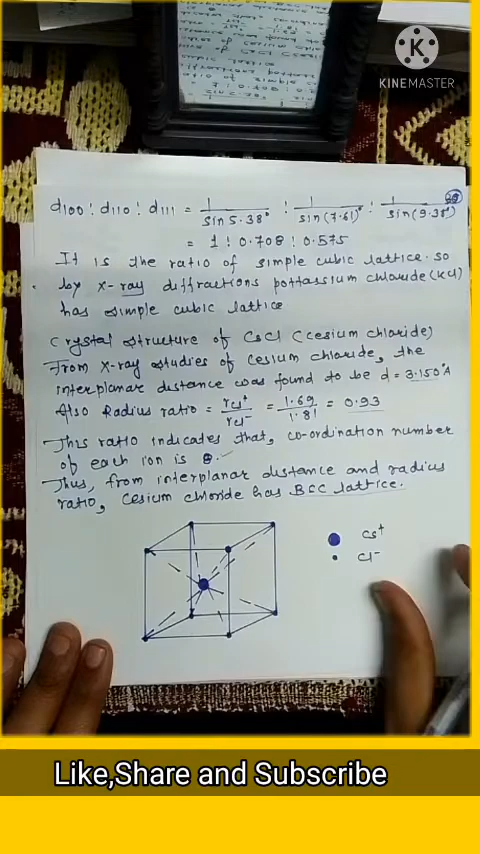 KINEMASTER
d100 : d110 : d111 = 1/sin 5.38° : 1/sin(7.61)° : 1/sin(9.38°)
= 1 : 0.708 : 0.575
It is the ratio of simple cubic lattice. so
by x-ray diffractions pottassium chloride (KCl)
has simple cubic lattice
Crystal structure of CsCl (cesium chloride)
From X-ray studies of Cesium chloride, the
interplanar distance was found to be d = 3.150°A
Also Radius ratio = rCs+/rCl- = 1.69/1.81 = 0.93
This ratio indicates that, co-ordination number
of each ion is 8.
Thus, from interplanar distance and radius
ratio, Cesium chloride has BCC lattice.
Cs+
Cl-
Like,Share and Subscribe